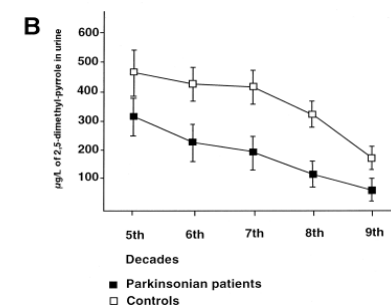 B
µg/L of 2,5-dimethyl-pyrrole in urine
600
500
400
300
200
100
5th 6th 7th 8th 9th
Decades
Parkinsonian patients
Controls